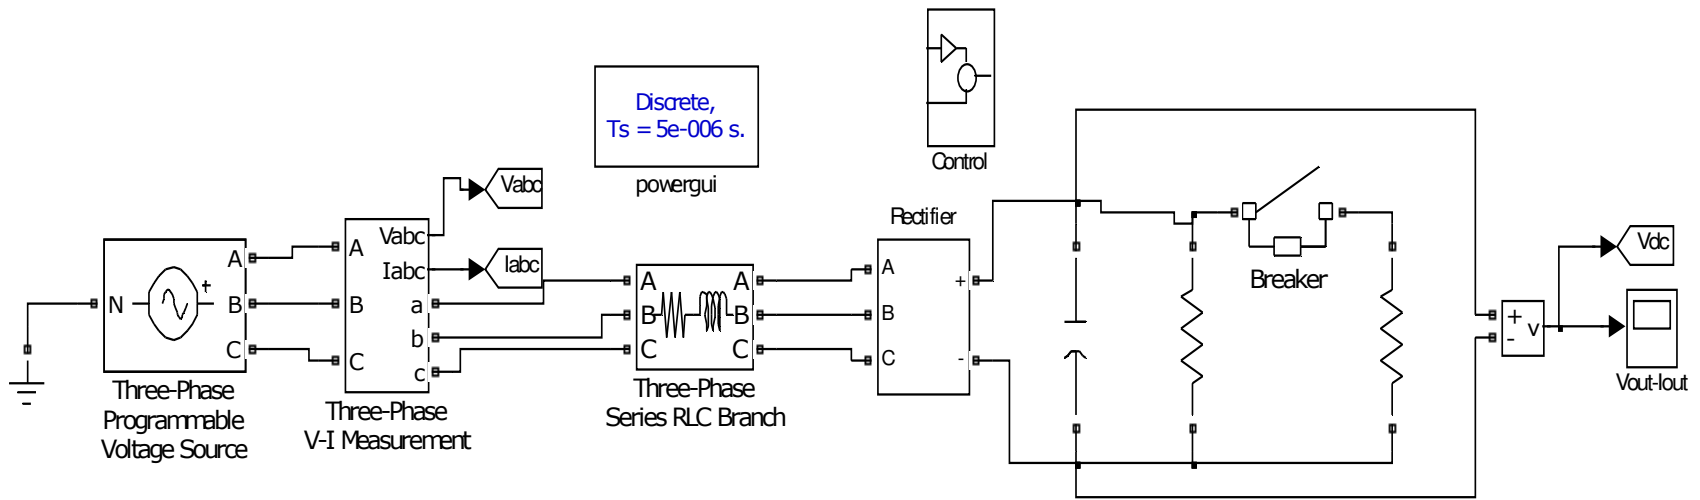 Discrete,
Ts = 5e-006 s.
powergui
Control
Vabc
Iabc
Rectifier
N
A
B
C
+
Three-Phase
Programmable
Voltage Source
A
B
C
Vabc
Iabc
a
b
c
Three-Phase
V-I Measurement
A
B
C
A
B
C
Three-Phase
Series RLC Branch
A
B
C
+
-
Breaker
+
-
v
Vdc
Vout-Iout